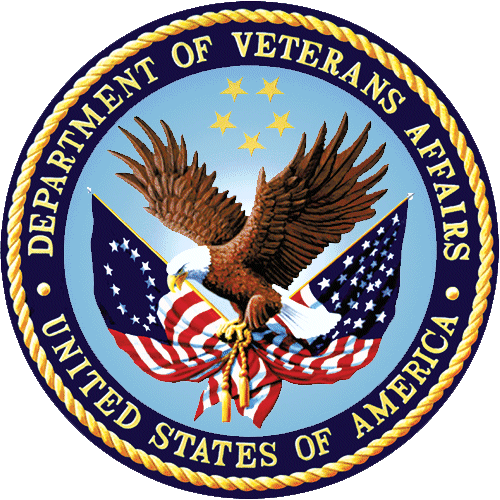 DEPARTMENT OF VETERANS AFFAIRS
UNITED STATES OF AMERICA